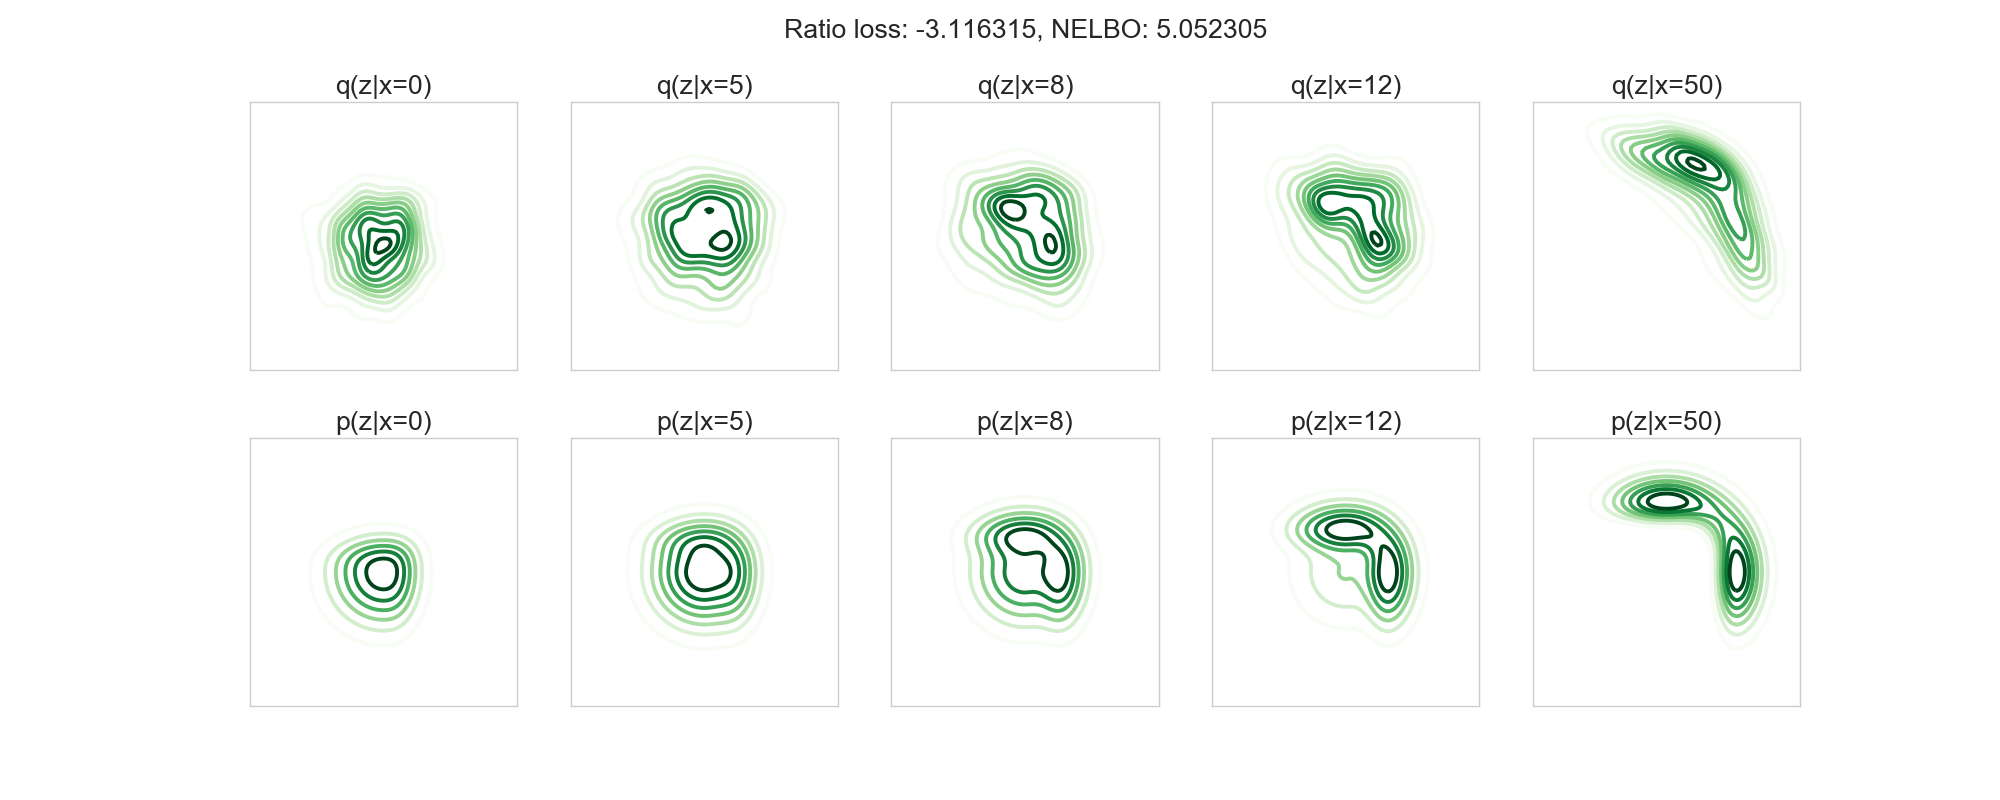 Ratio loss: -3.116315, NELBO: 5.052305
q(z|x=0) q(z|x=5) q(z|x=8) q(z|x=12) q(z|x=50)
p(z|x=0) p(z|x=5) p(z|x=8) p(z|x=12) p(z|x=50)